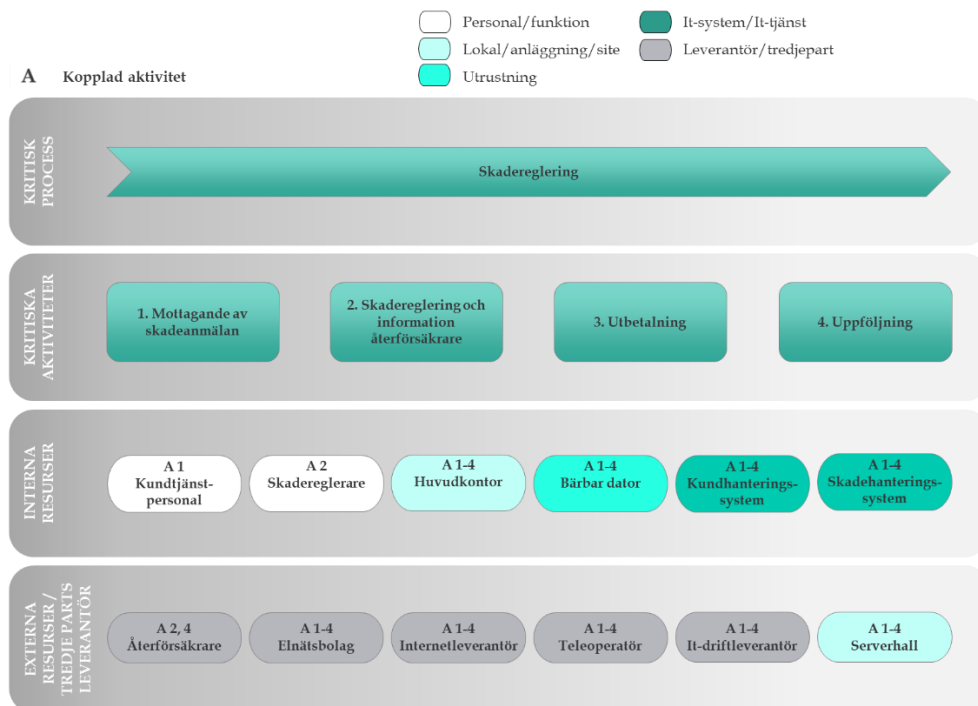 Personal/funktion
It-system/It-tjänst
Lokal/anläggning/site
Leverantör/tredjepart
Utrustning
A Kopplad aktivitet
KRITISK
PROCESS
Skadereglering
KRITISKA
AKTIVITETER
1. Mottagande av
skadeanmälan
2. Skadereglering och
information
återförsäkrare
3. Utbetalning
4. Uppföljning
INTERNA
RESURSER
A 1
Kundtjänst-
personal
A 2
Skadereglerare
A 1-4
Huvudkontor
A 1-4
Bärbar dator
A 1-4
Kundhanterings-
system
A 1-4
Skadehanterings-
system
EXTERNA
RESURSER /
TREDJE PARTS
LEVERANTÖR
A 2, 4
Återförsäkrare
A 1-4
Elnätsbolag
A 1-4
Internetleverantör
A 1-4
Teleoperatör
A 1-4
It-driftleverantör
A 1-4
Serverhall